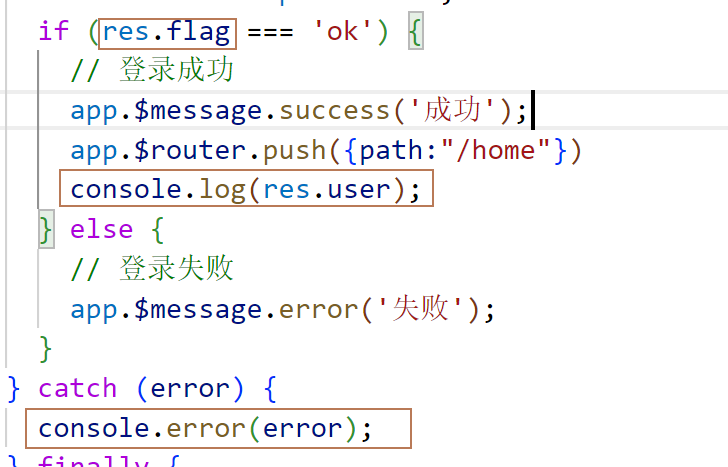 if (res.flag === 'ok') {
// 登录成功
app.$message.success('成功');
app.$router.push({path:"/home"})
console.log(res.user);
} else {
// 登录失败
app.$message.error('失败');
}
} catch (error) {
console.error(error);
} finally {